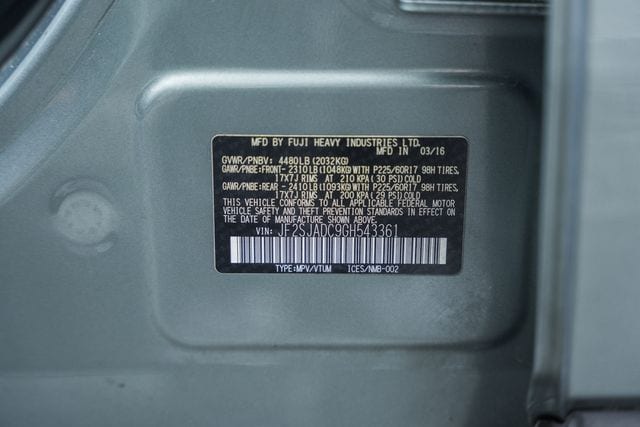 MFD BY FUJI HEAVY INDUSTRIES LTD.
MFD IN 03/16
GVWR/PNBV: 4480LB(2032KG)
GAWR/PNBE:FRONT- 2310LB(1048KG)WITH P225/60R17 98H TIRES,
17X7J RIMS AT 210 KPA(30 PSI)COLD
GAWR/PNBE:REAR - 2410LB(1093KG)WITH P225/60R17 98H TIRES,
17X7J RIMS AT 200 KPA(29 PSI)COLD
THIS VEHICLE CONFORMS TO ALL APPLICABLE FEDERAL MOTOR
VEHICLE SAFETY AND THEFT PREVENTION STANDARDS IN EFFECT ON
THE DATE OF MANUFACTURE SHOWN ABOVE.
VIN: JF2SJADC9GH543361
TYPE:MPV/VTUM ICES/NMB-002